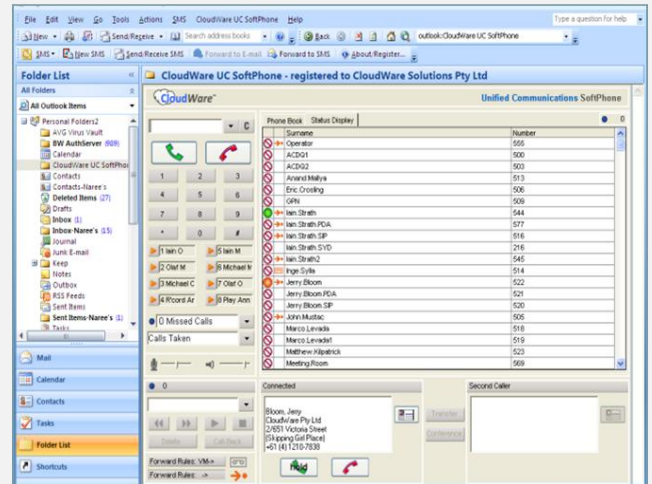 File Edit View Go Tools Actions SMS CloudWare UC SoftPhone Help
Type a question for help
New Send/Receive Search address books Back outlook:CloudWare UC SoftPhone
SMS New SMS Send/Receive SMS Forward to E-mail Forward to SMS About/Register...
Folder List
CloudWare UC SoftPhone - registered to CloudWare Solutions Pty Ltd
All Folders
All Outlook Items
Personal Folders2
AVG Virus Vault
BW AuthServer (909)
Calendar
CloudWare UC SoftPhon
Contacts
Contacts-Naree's
Deleted Items (27)
Drafts
Inbox (1)
Inbox-Naree's (15)
Journal
Junk E-mail
Keep
Notes
Outbox
RSS Feeds
Sent Items
Sent Items-Naree's (1)
Tasks
Mail
Calendar
Contacts
Tasks
Folder List
Shortcuts
CloudWare™
Unified Communications SoftPhone
C
1 2 3
4 5 6
7 8 9
* 0 #
1 Iain O 5 Iain M
2 Olaf M 6 Michael M
3 Michael C 7 Olaf O
4 R'cord Ar 8 Play Ann
0 Missed Calls
Calls Taken
Phone Book Status Display 0
Surname Number
Operator 555
ACDQ1 500
ACDQ2 503
Anand.Mallya 513
Eric.Crosling 506
GPN 509
Iain.Strath 544
Iain.Strath.PDA 577
Iain.Strath.SIP 516
Iain.Strath.SYD 216
Iain.Strath2 545
Inge.Sylla 514
Jerry.Bloom 522
Jerry.Bloom.PDA 521
Jerry.Bloom.SIP 520
John.Mustac 505
Marco.Levada 518
Marco.Levada1 519
Matthew.Kilpatrick 523
Meeting.Room 569
0
Delete Call Back
Forward Rules: VM->
Forward Rules: ->
Connected
Bloom, Jerry
CloudWare Pty Ltd
2/651 Victoria Street
(Skipping Girl Place)
+61 (4) 1210-7838
hold
Transfer
Conference
Second Caller